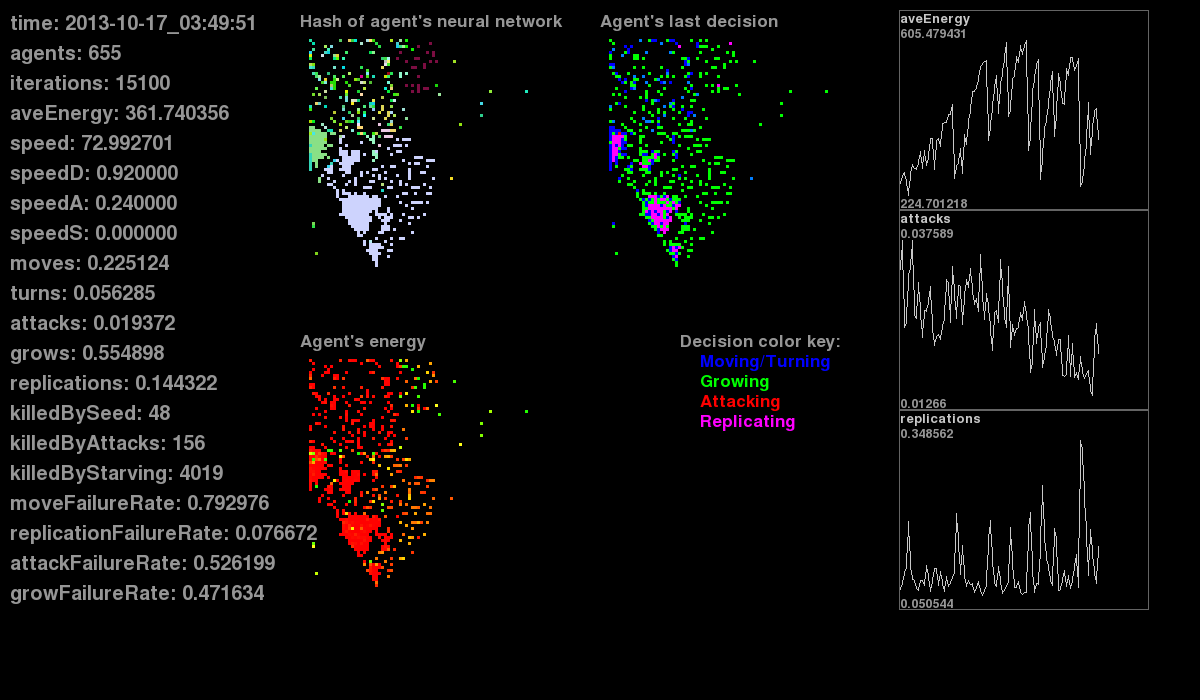 time: 2013-10-17_03:49:51
agents: 655
iterations: 15100
aveEnergy: 361.740356
speed: 72.992701
speedD: 0.920000
speedA: 0.240000
speedS: 0.000000
moves: 0.225124
turns: 0.056285
attacks: 0.019372
grows: 0.554898
replications: 0.144322
killedBySeed: 48
killedByAttacks: 156
killedByStarving: 4019
moveFailureRate: 0.792976
replicationFailureRate: 0.076672
attackFailureRate: 0.526199
growFailureRate: 0.471634
Hash of agent's neural network
Agent's last decision
Agent's energy
Decision color key:
Moving/Turning
Growing
Attacking
Replicating
aveEnergy
605.479431
224.701218
attacks
0.037589
0.01266
replications
0.348562
0.050544